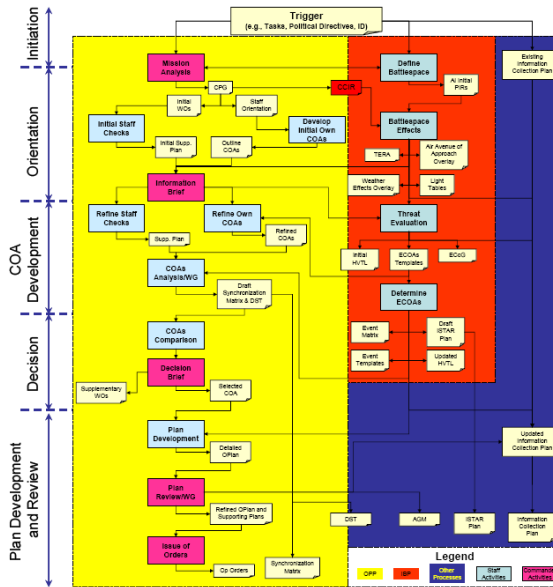 Trigger
(e.g., Tasks, Political Directives, ID)
Initiation
Mission
Analysis
Define
Battlespace
Existing
Information
Collection Plan
CPG
CCIR
AI Initial
PIRs
Orientation
Initial
WOs
Staff
Orientation
Initial Staff
Checks
Develop
Initial Own
COAs
Battlespace
Effects
Initial Supp.
Plan
Outline
COAs
TERA
Air Avenue of
Approach
Overlay
Weather
Effects Overlay
Light
Tables
Information
Brief
COA
Development
Refine Staff
Checks
Refine Own
COAs
Threat
Evaluation
Supp. Plan
Refined
COAs
Initial
HVTL
ECOAs
Templates
ECoG
COAs
Analysis/WG
Determine
ECOAs
Draft
Synchronization
Matrix & DST
Decision
COAs
Comparison
Event
Matrix
Draft
ISTAR
Plan
Event
Templates
Updated
HVTL
Decision
Brief
Supplementary
WOs
Selected
COA
Plan Development
and Review
Plan
Development
Updated
Information
Collection Plan
Detailed
OPlan
Plan
Review/WG
Refined OPlan and
Supporting Plans
DST
AGM
ISTAR
Plan
Information
Collection
Plan
Issue of
Orders
Op Orders
Synchronization
Matrix
Legend
OPP
IBP
Other
Processes
Staff
Activities
Command
Activities